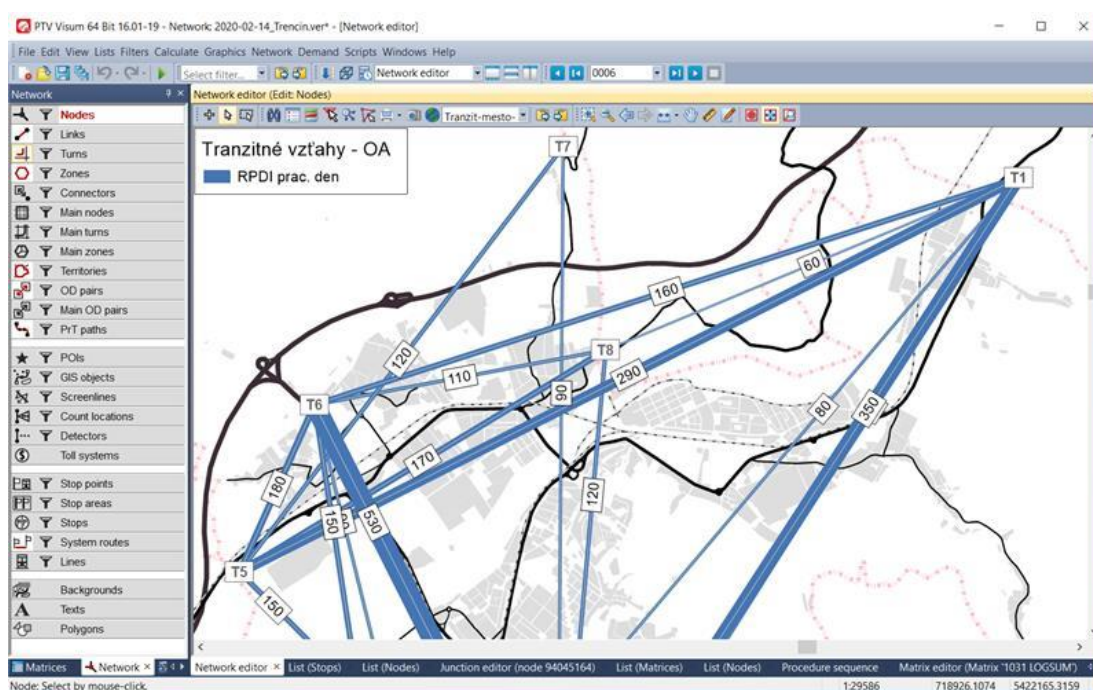 PTV Visum 64 Bit 16.01-19 - Network: 2020-02-14_Trencin.ver* - [Network editor]
File Edit View Lists Filters Calculate Graphics Network Demand Scripts Windows Help
Select filter... Network editor 0006
Network
Network editor (Edit: Nodes)
Tranzit-mesto-
Nodes
Links
Turns
Zones
Connectors
Main nodes
Main turns
Main zones
Territories
OD pairs
Main OD pairs
PrT paths
POIs
GIS objects
Screenlines
Count locations
Detectors
Toll systems
Stop points
Stop areas
Stops
System routes
Lines
Backgrounds
Texts
Polygons
Tranzitné vzťahy - OA
RPDI prac. den
T7
T1
60
160
T8
120
110
290
90
T6
80
350
170
180
120
150
530
T5
150
Matrices Network
Network editor List (Stops) List (Nodes) Junction editor (node 94045164) List (Matrices) List (Nodes) Procedure sequence Matrix editor (Matrix "1031 LOGSUM")
Node: Select by mouse-click.
1:29586 718926.1074 5422165.3159